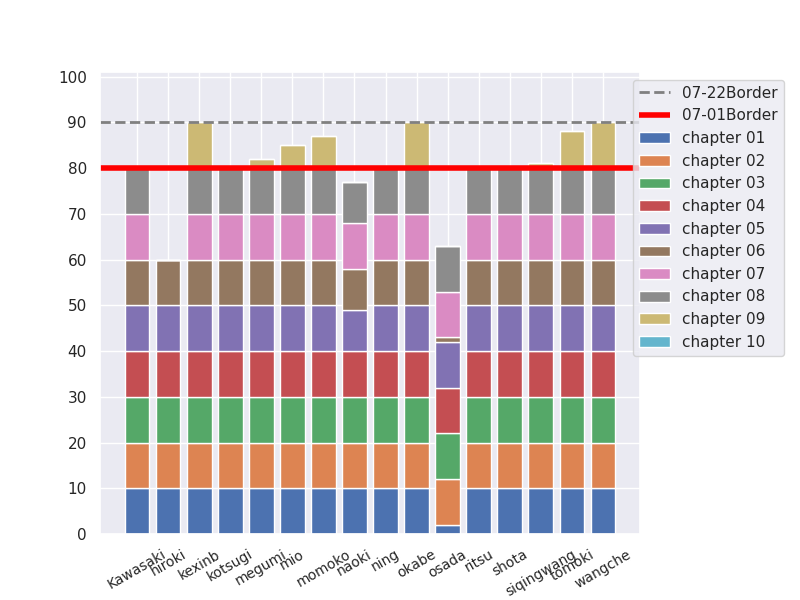 100
90
80
70
60
50
40
30
20
10
0
07-22Border
07-01Border
chapter 01
chapter 02
chapter 03
chapter 04
chapter 05
chapter 06
chapter 07
chapter 08
chapter 09
chapter 10
Kawasaki
hiroki
kexinb
kotsugi
megumi
mio
momoko
naoki
ning
okabe
osada
ritsu
shota
siqingwang
tomoki
wangche